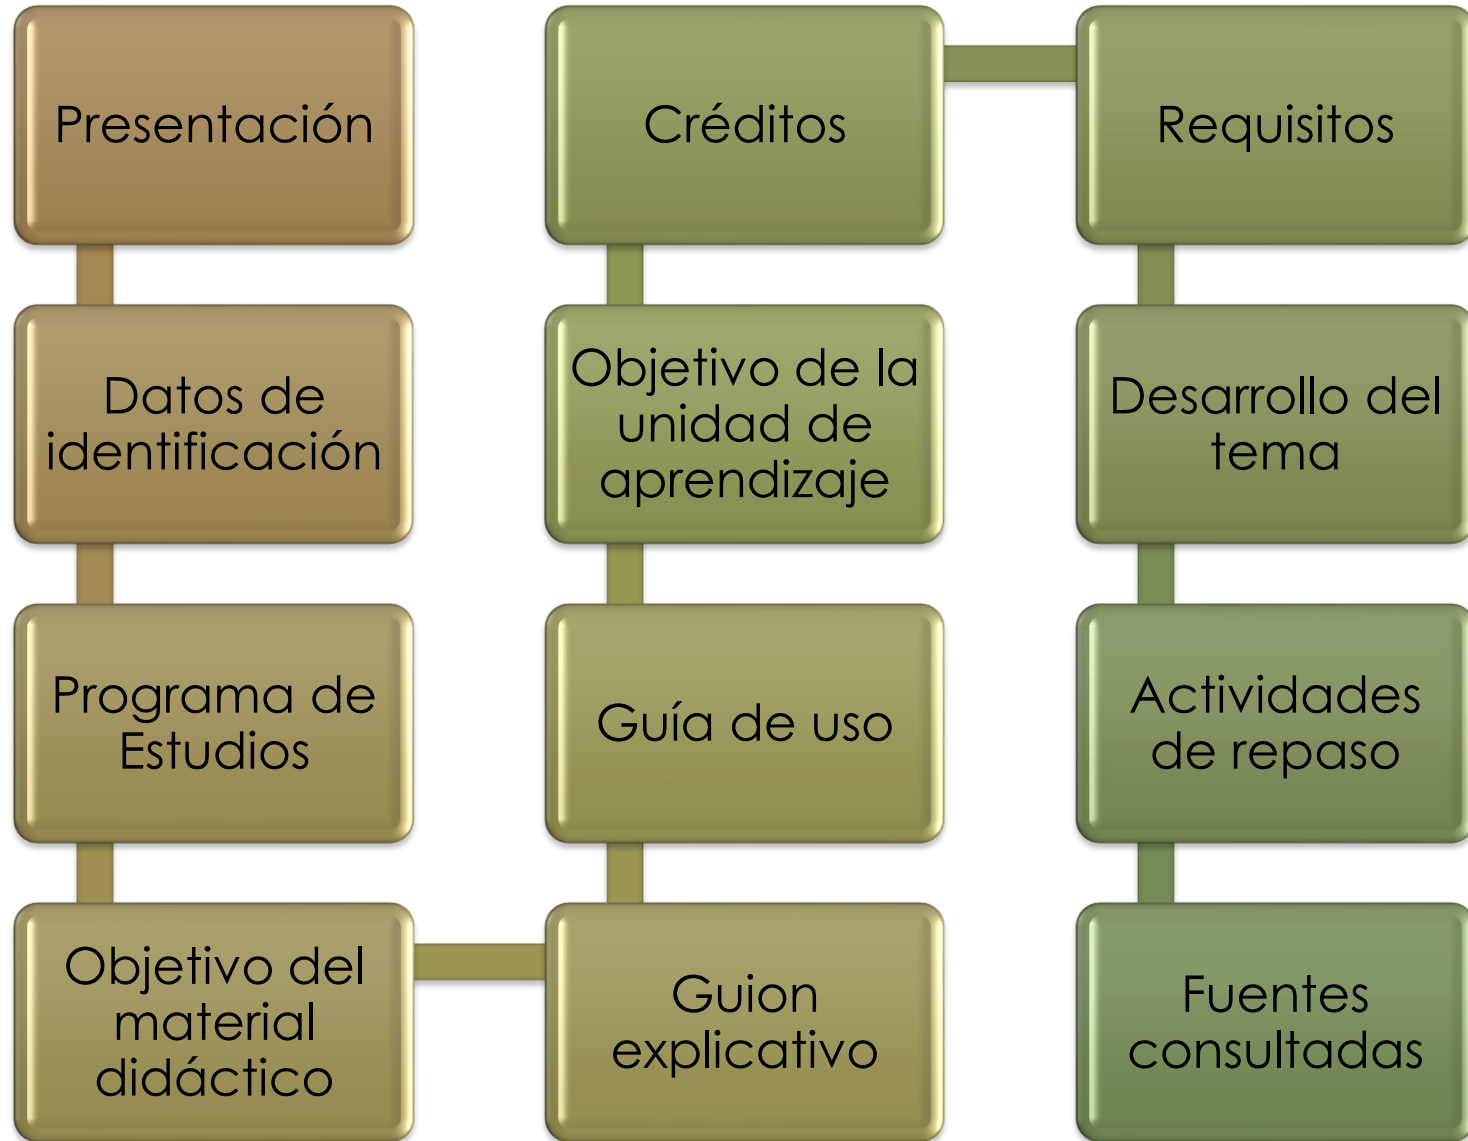 Presentación
Datos de
identificación
Programa de
Estudios
Objetivo del
material
didáctico
Guion
explicativo
Guía de uso
Objetivo de la
unidad de
aprendizaje
Créditos
Requisitos
Desarrollo del
tema
Actividades
de repaso
Fuentes
consultadas